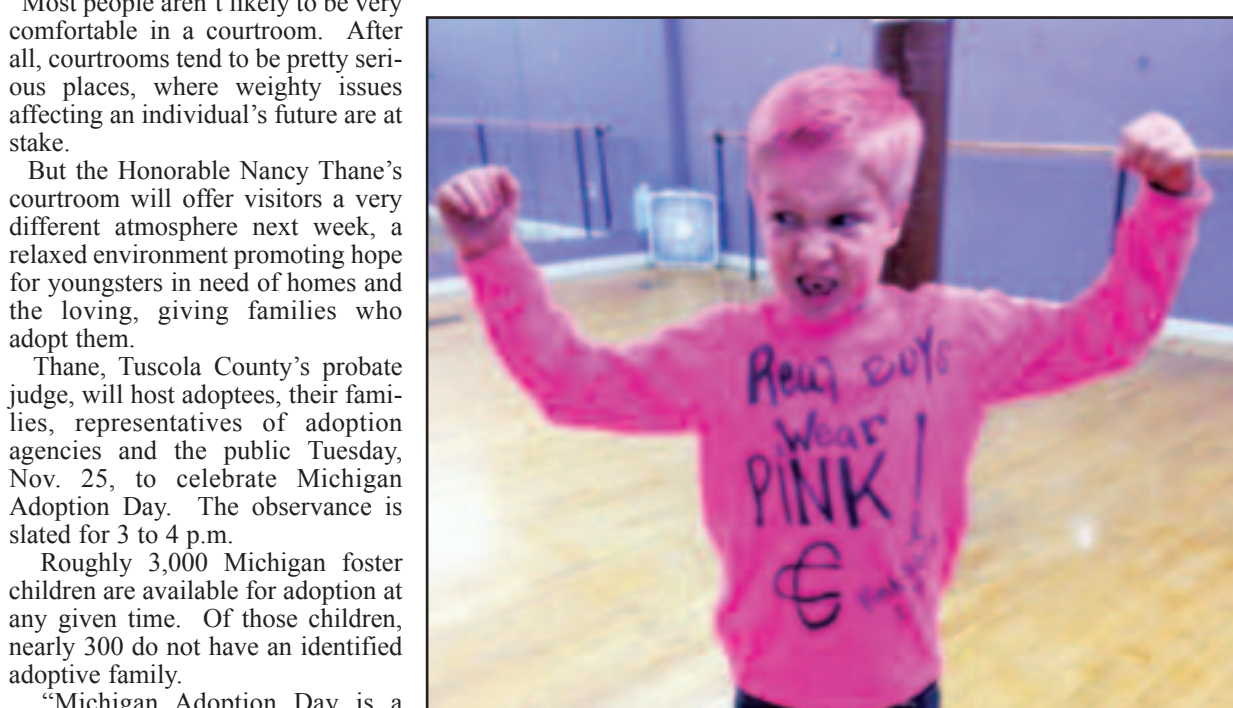 Most people aren't likely to be very
comfortable in a courtroom. After
all, courtrooms tend to be pretty seri-
ous places, where weighty issues
affecting an individual's future are at
stake.
But the Honorable Nancy Thane's
courtroom will offer visitors a very
different atmosphere next week, a
relaxed environment promoting hope
for youngsters in need of homes and
the loving, giving families who
adopt them.
Thane, Tuscola County's probate
judge, will host adoptees, their fami-
lies, representatives of adoption
agencies and the public Tuesday,
Nov. 25, to celebrate Michigan
Adoption Day. The observance is
slated for 3 to 4 p.m.
Roughly 3,000 Michigan foster
children are available for adoption at
any given time. Of those children,
nearly 300 do not have an identified
adoptive family.
"Michigan Adoption Day is a
Real GUYS
Wear
PINK!